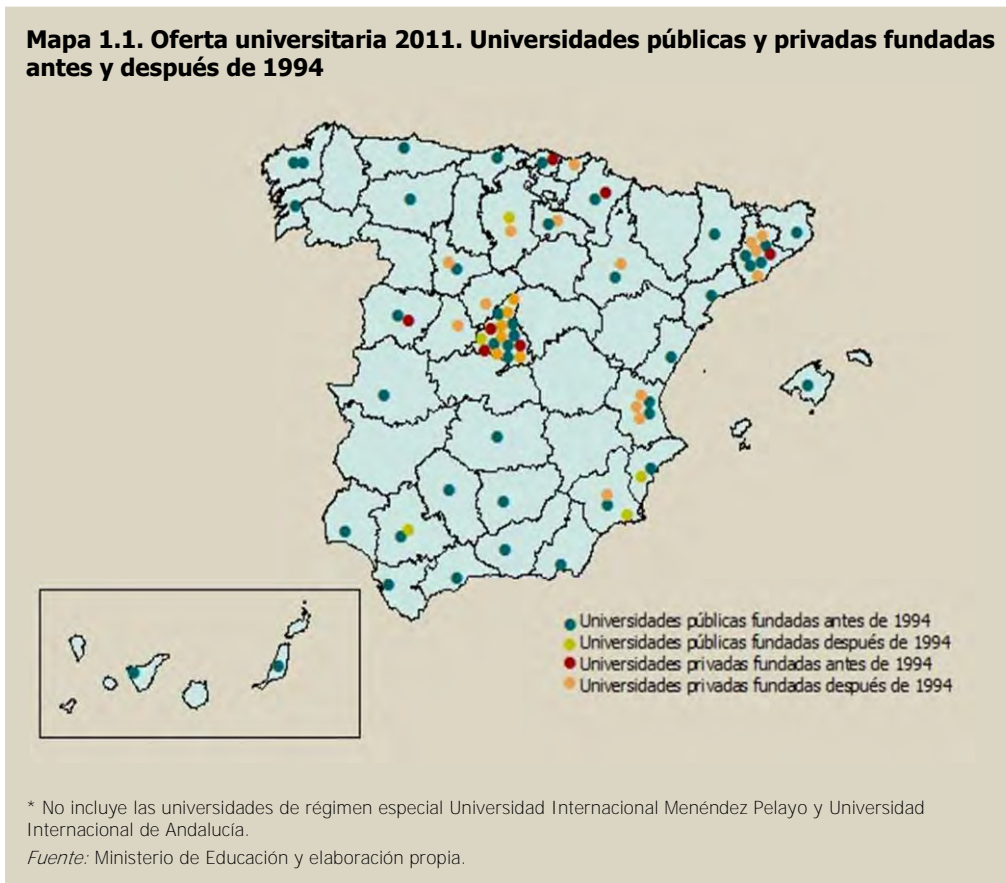 Mapa 1.1. Oferta universitaria 2011. Universidades públicas y privadas fundadas
antes y después de 1994
Universidades públicas fundadas antes de 1994
Universidades públicas fundadas después de 1994
Universidades privadas fundadas antes de 1994
Universidades privadas fundadas después de 1994
* No incluye las universidades de régimen especial Universidad Internacional Menéndez Pelayo y Universidad
Internacional de Andalucía.
Fuente: Ministerio de Educación y elaboración propia.